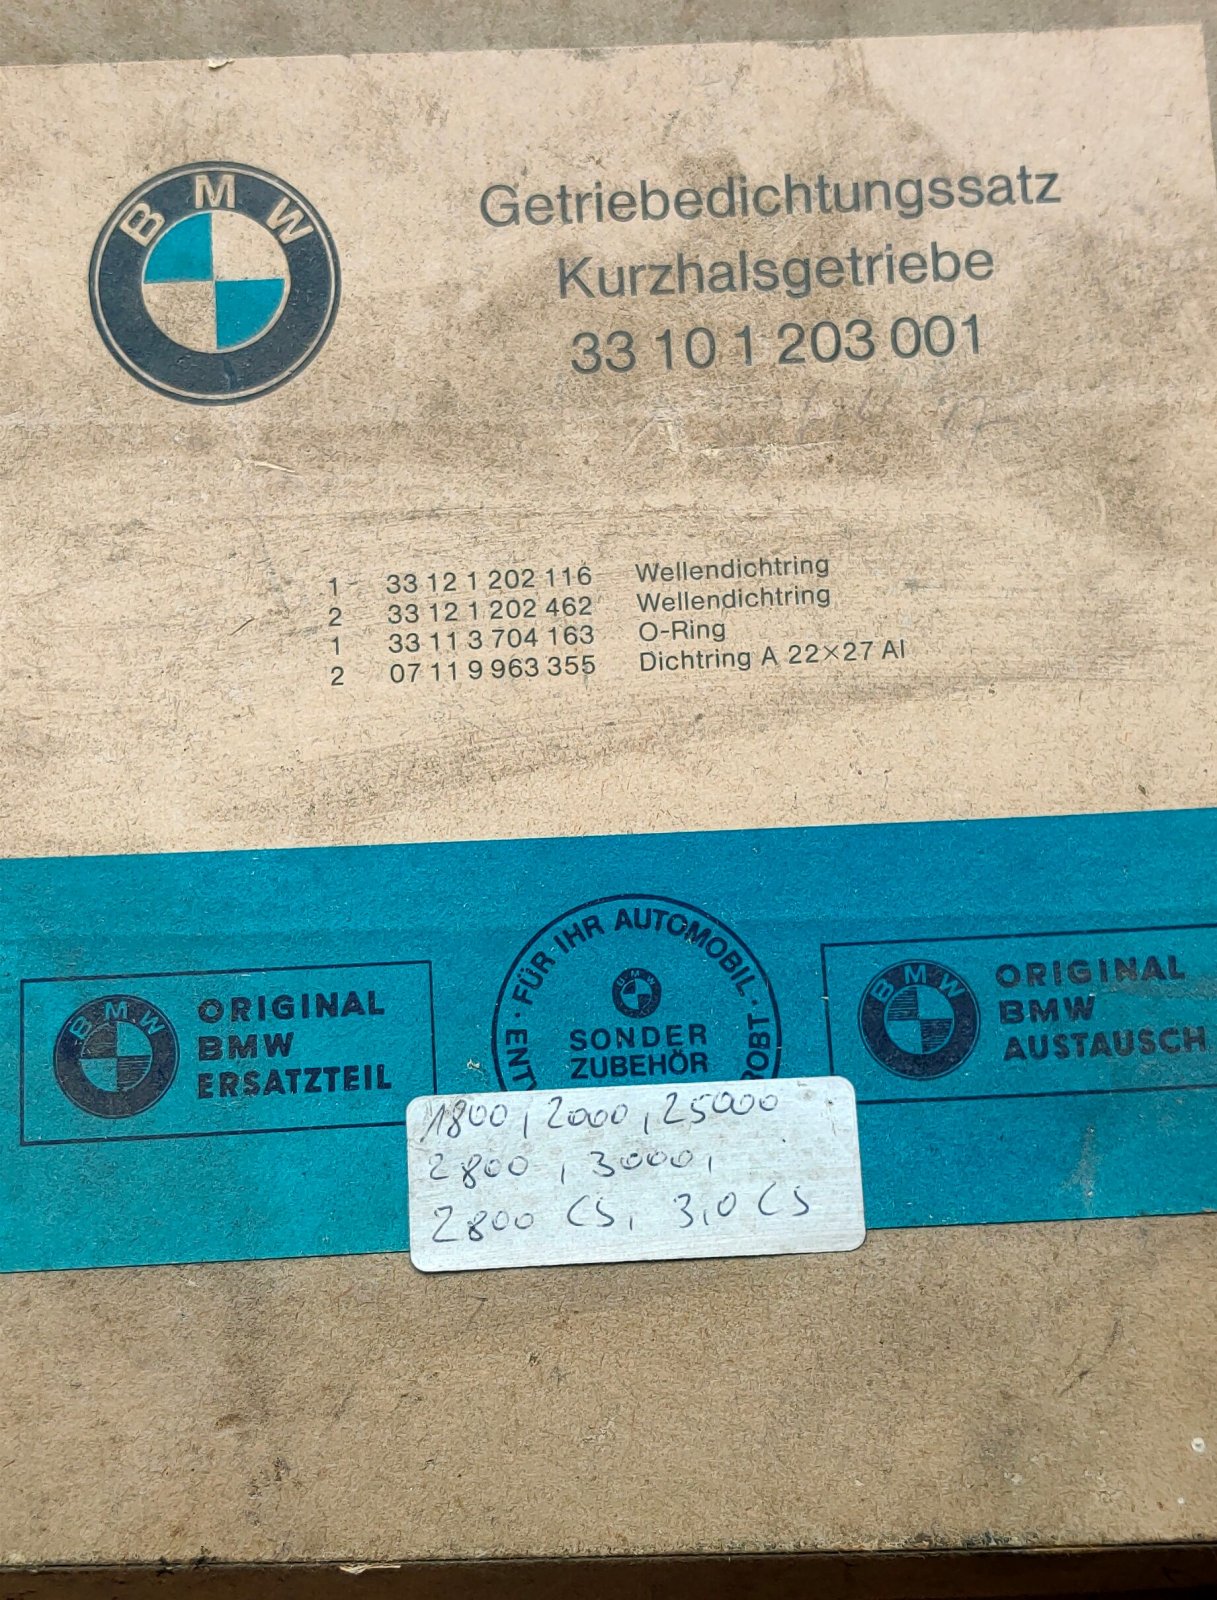 BMW
Getriebedichtungssatz
Kurzhalsgetriebe
33 10 1 203 001
1 33 12 1 202 116 Wellendichtring
2 33 12 1 202 462 Wellendichtring
1 33 11 3 704 163 O-Ring
2 07 11 9 963 355 Dichtring A 22×27 Al
BMW
ORIGINAL
BMW
ERSATZTEIL
· FÜR · IHR AUTOMOBIL ·
BMW
SONDER
ZUBEHÖR
BMW
ORIGINAL
BMW
AUSTAUSCH
1800, 2000, 25000
2800, 3000,
2800 CS, 3,0 CS